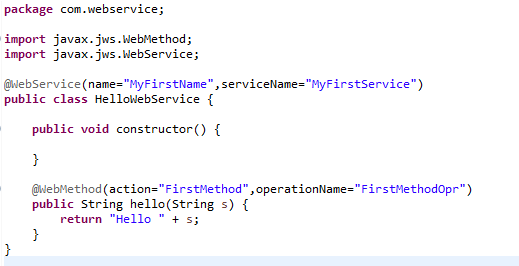 package com.webservice;
import javax.jws.WebMethod;
import javax.jws.WebService;
@WebService(name="MyFirstName",serviceName="MyFirstService")
public class HelloWebService {
public void constructor() {
}
@WebMethod(action="FirstMethod",operationName="FirstMethodOpr")
public String hello(String s) {
return "Hello " + s;
}
}